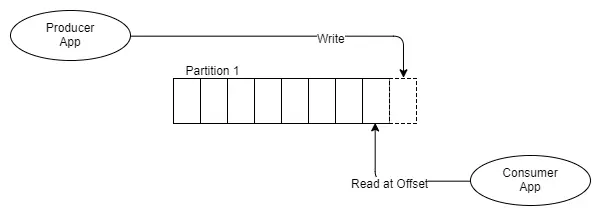 Producer
App
Write
Partition 1
Read at Offset
Consumer
App